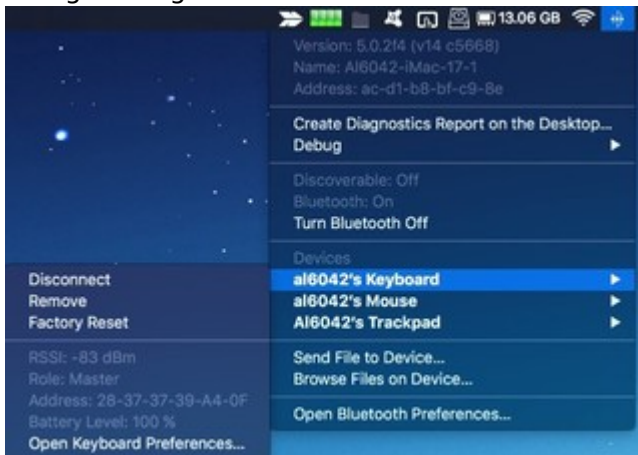 13.06 GB
Version: 5.0.2f4 (v14 c5668)
Name: Al6042-iMac-17-1
Address: ac-d1-b8-bf-c9-8e
Create Diagnostics Report on the Desktop...
Debug
Discoverable: Off
Bluetooth: On
Turn Bluetooth Off
Devices
al6042's Keyboard
al6042's Mouse
Al6042's Trackpad
Send File to Device...
Browse Files on Device...
Open Bluetooth Preferences...
Disconnect
Remove
Factory Reset
RSSI: -83 dBm
Role: Master
Address: 28-37-37-39-A4-0F
Battery Level: 100 %
Open Keyboard Preferences...